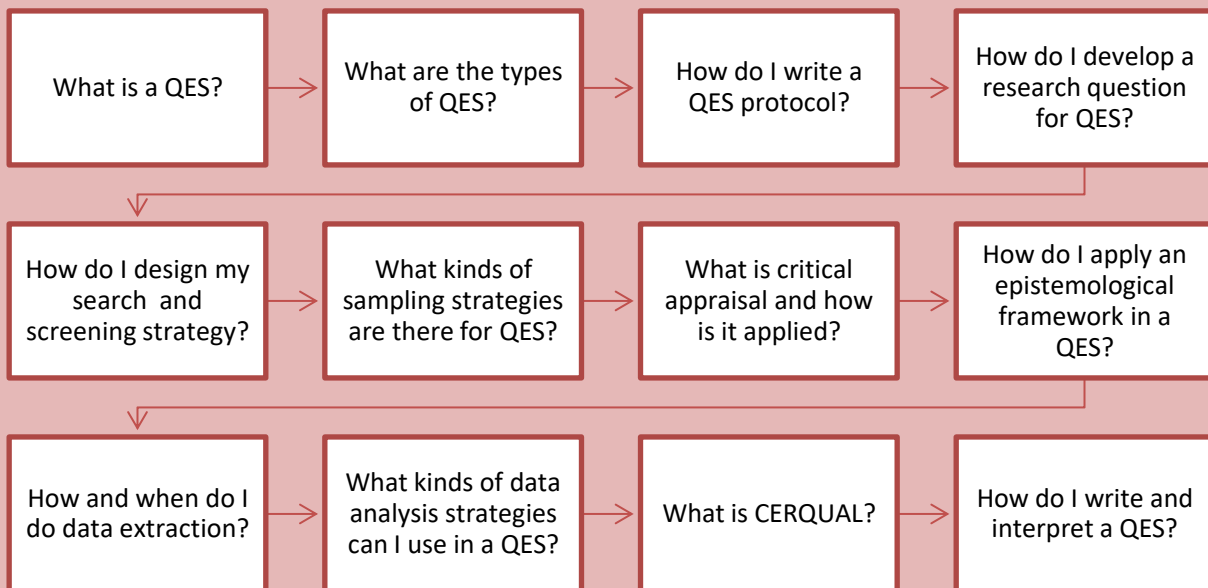 What is a QES?
What are the types
of QES?
How do I write a
QES protocol?
How do I develop a
research question
for QES?
How do I design my
search and
screening strategy?
What kinds of
sampling strategies
are there for QES?
What is critical
appraisal and how
is it applied?
How do I apply an
epistemological
framework in a
QES?
How and when do I
do data extraction?
What kinds of data
analysis strategies
can I use in a QES?
What is CERQUAL?
How do I write and
interpret a QES?